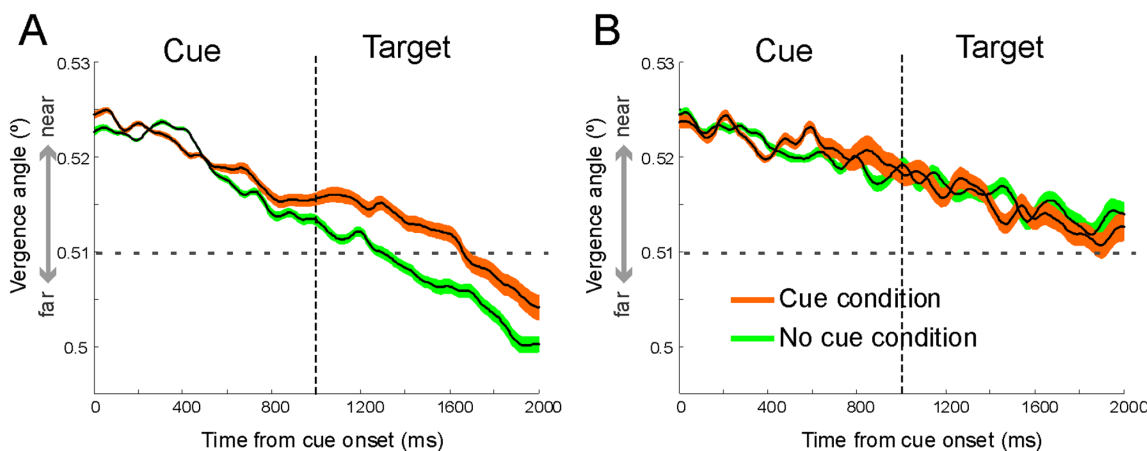 A
Cue
Target
0.53
0.52
0.51
0.5
Vergence angle (º)
near
far
0
400
800
1200
1600
2000
Time from cue onset (ms)
B
Cue
Target
0.53
0.52
0.51
0.5
Vergence angle (º)
near
far
Cue condition
No cue condition
0
400
800
1200
1600
2000
Time from cue onset (ms)